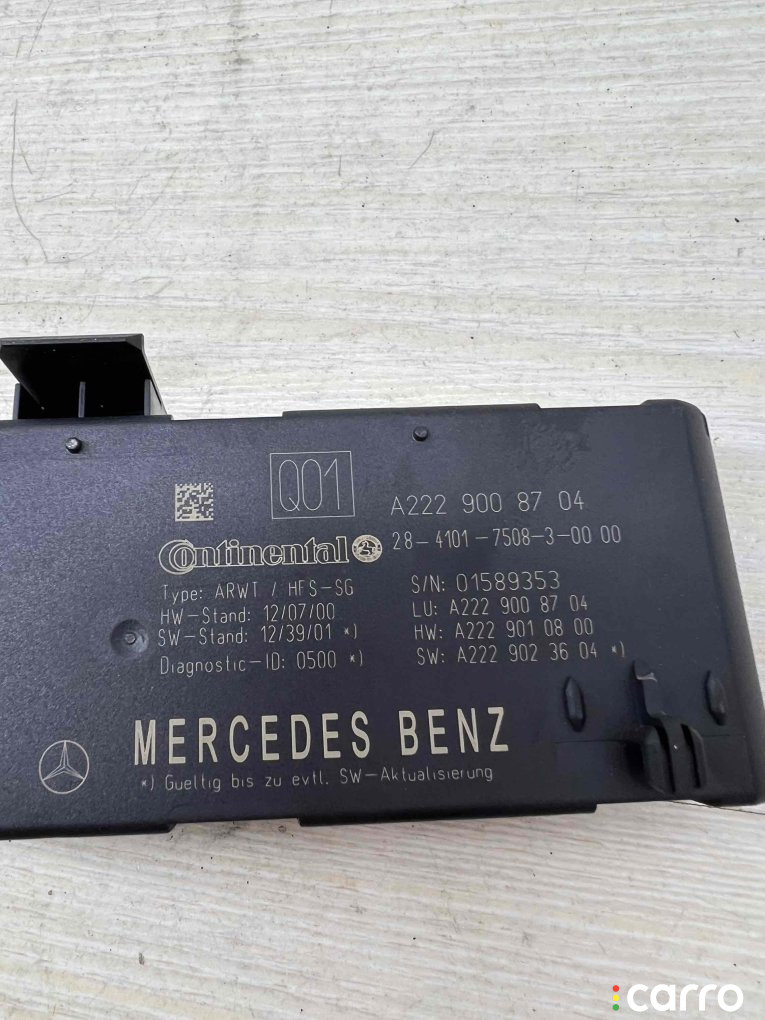 Q01
A222 900 87 04
Continental
28-4101-7508-3-00 00
Type: ARWT / HFS-SG
S/N: 01589353
HW-Stand: 12/07/00
LU: A222 900 87 04
SW-Stand: 12/39/01 *)
HW: A222 901 08 00
Diagnostic-ID: 0500 *)
SW: A222 902 36 04 *)
MERCEDES BENZ
*) Gueltig bis zu evtl. SW-Aktualisierung
carro